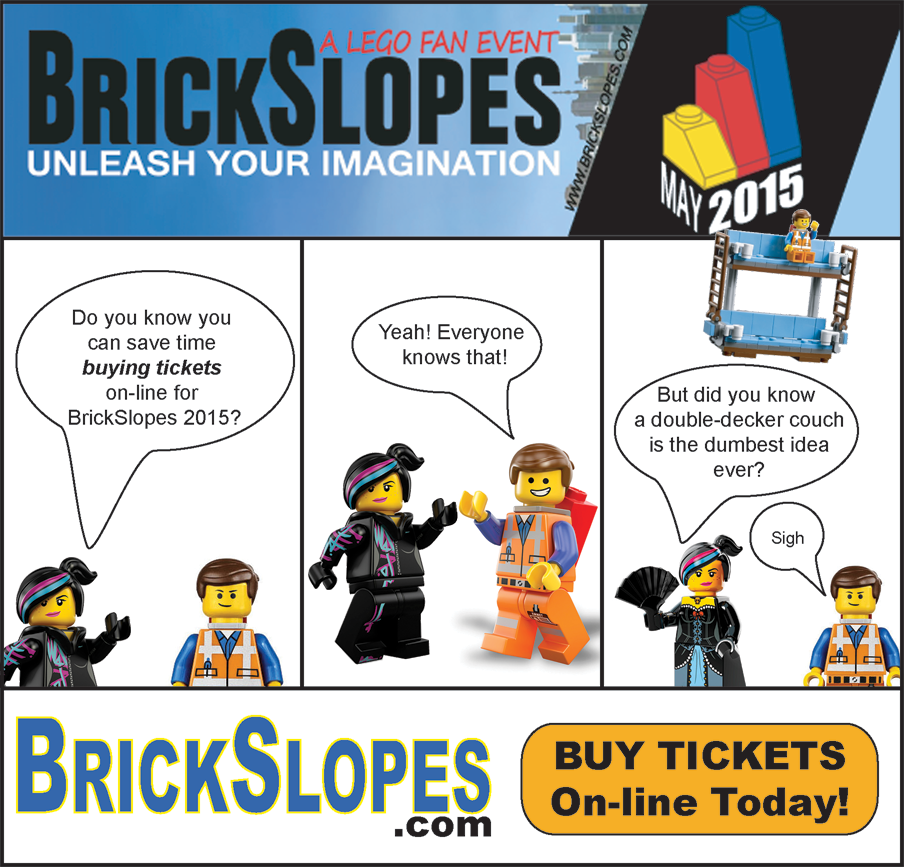 A LEGO FAN EVENT
BRICKSLOPES
UNLEASH YOUR IMAGINATION
WWW.BRICKSLOPES.COM
MAY 2015
Do you know you
can save time
buying tickets
on-line for
BrickSlopes 2015?
Yeah! Everyone
knows that!
But did you know
a double-decker couch
is the dumbest idea
ever?
Sigh
BRICKSLOPES
.com
BUY TICKETS
On-line Today!